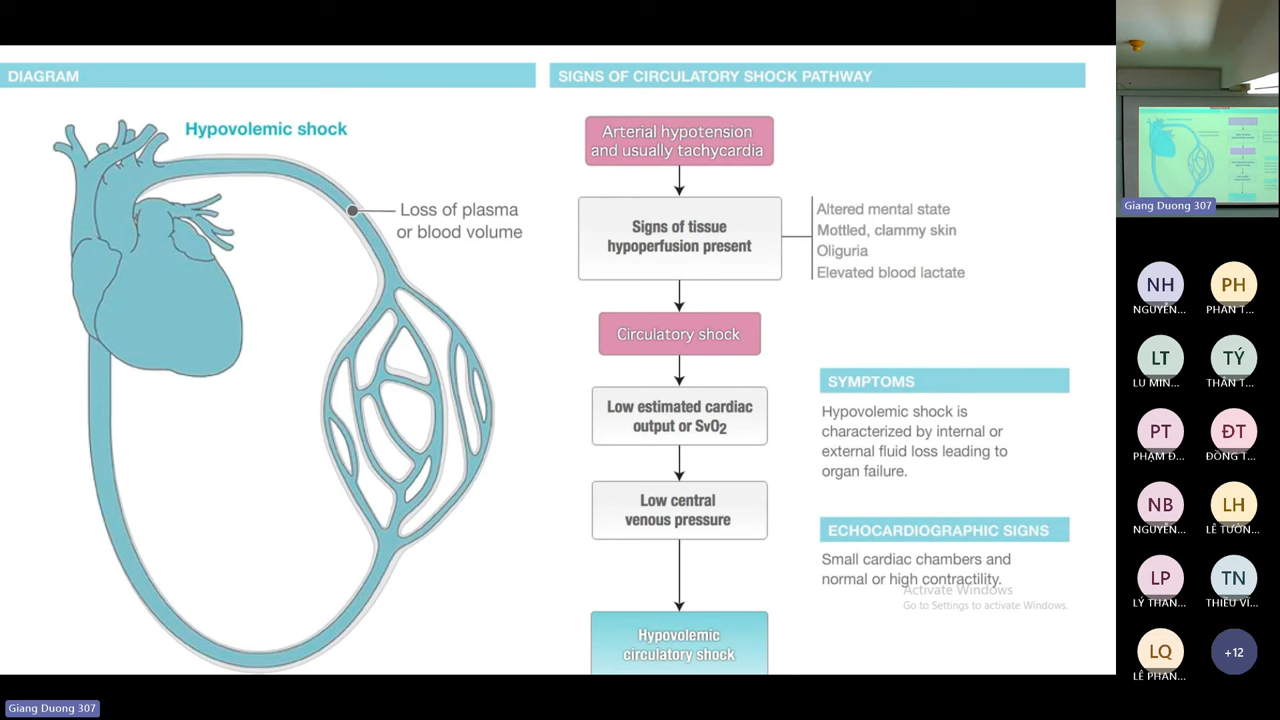 DIAGRAM
Hypovolemic shock
Loss of plasma
or blood volume
SIGNS OF CIRCULATORY SHOCK PATHWAY
Arterial hypotension
and usually tachycardia
Signs of tissue
hypoperfusion present
Altered mental state
Mottled, clammy skin
Oliguria
Elevated blood lactate
Circulatory shock
Low estimated cardiac
output or SvO2
Low central
venous pressure
Hypovolemic
circulatory shock
SYMPTOMS
Hypovolemic shock is
characterized by internal or
external fluid loss leading to
organ failure.
ECHOCARDIOGRAPHIC SIGNS
Small cardiac chambers and
normal or high contractility.
Activate Windows
Go to Settings to activate Windows.
Giang Duong 307
NH
NGUYỄN...
PH
PHAN T...
LT
LU MIN...
TÝ
THÂN T...
PT
PHẠM Đ...
ĐT
ĐỒNG T...
NB
NGUYỄN...
LH
LÊ TƯỜN...
LP
LÝ THAN...
TN
THIỀU VĨ...
LQ
LÊ PHAN...
+12
Giang Duong 307